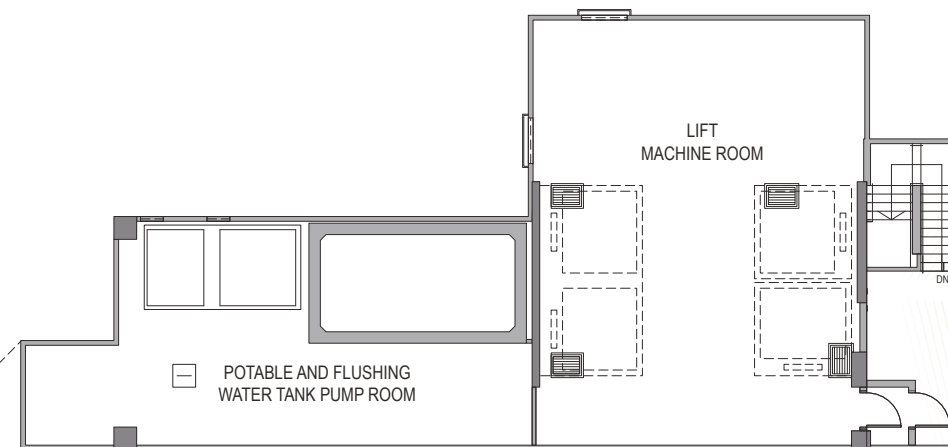 LIFT
MACHINE ROOM
DN
POTABLE AND FLUSHING
WATER TANK PUMP ROOM